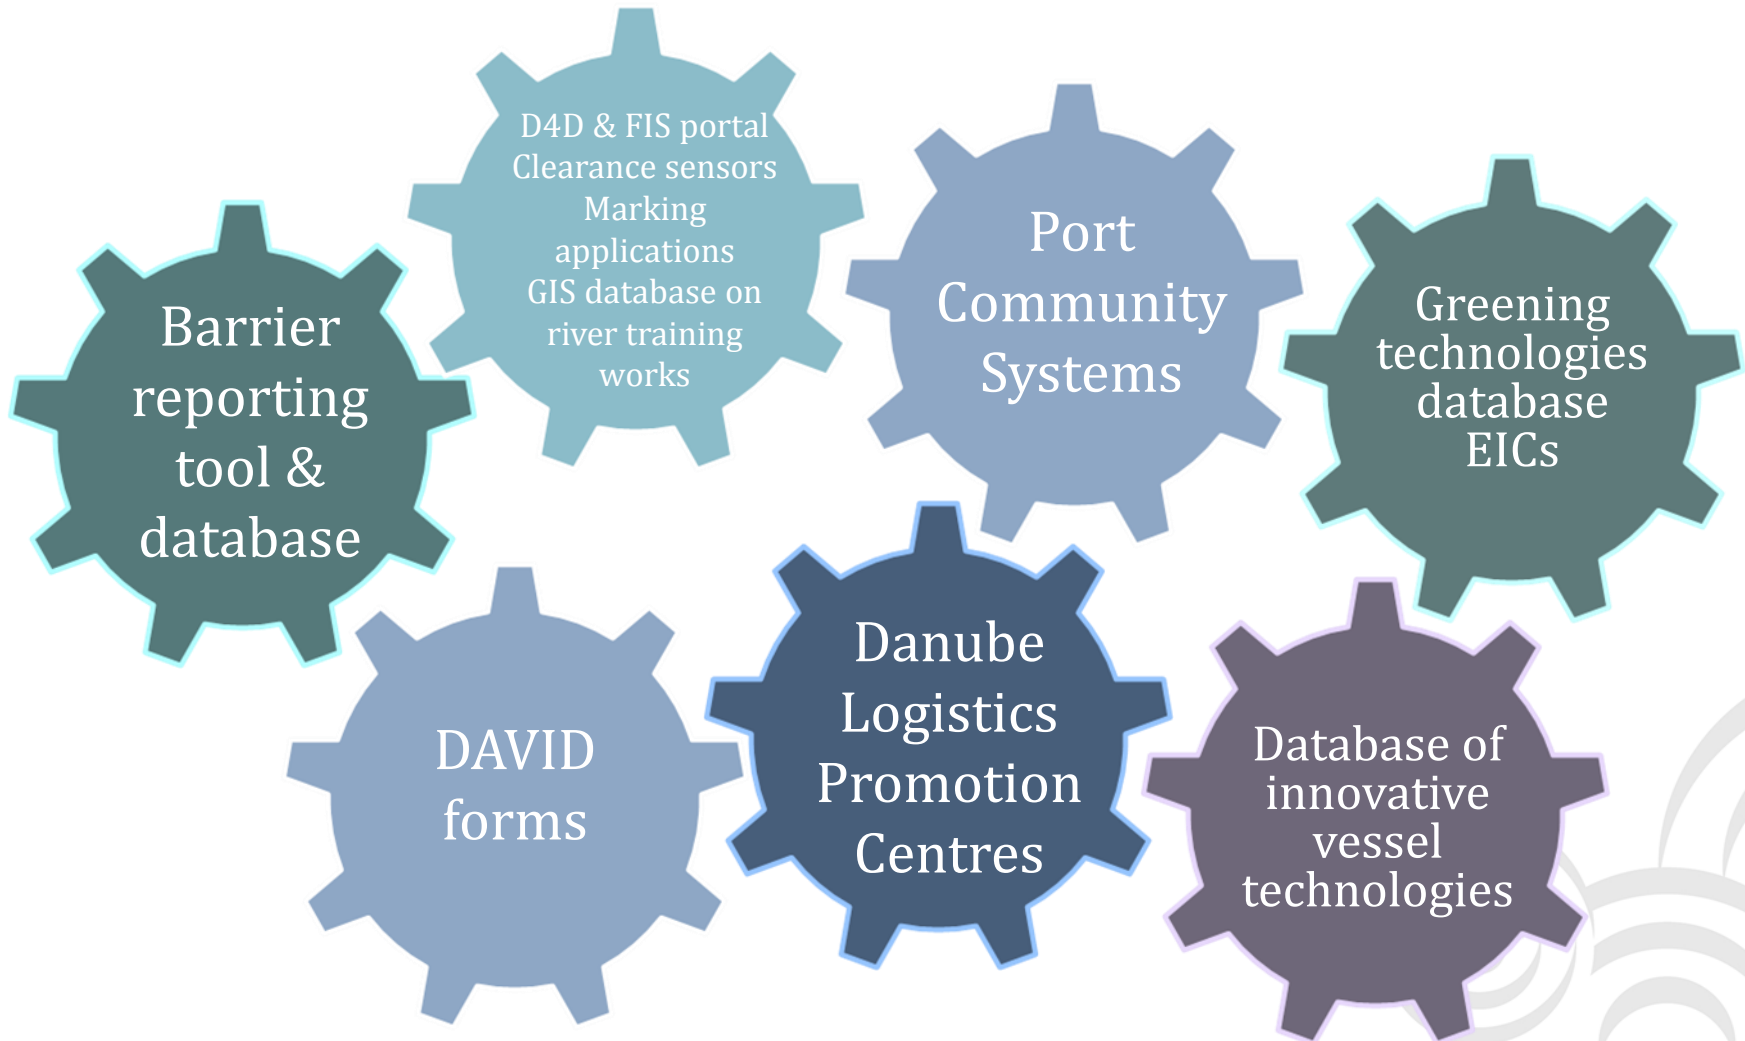 D4D & FIS portal
Clearance sensors
Marking
applications
GIS database on
river training
works
Port
Community
Systems
Greening
technologies
database
EICs
Barrier
reporting
tool &
database
DAVID
forms
Danube
Logistics
Promotion
Centres
Database of
innovative
vessel
technologies